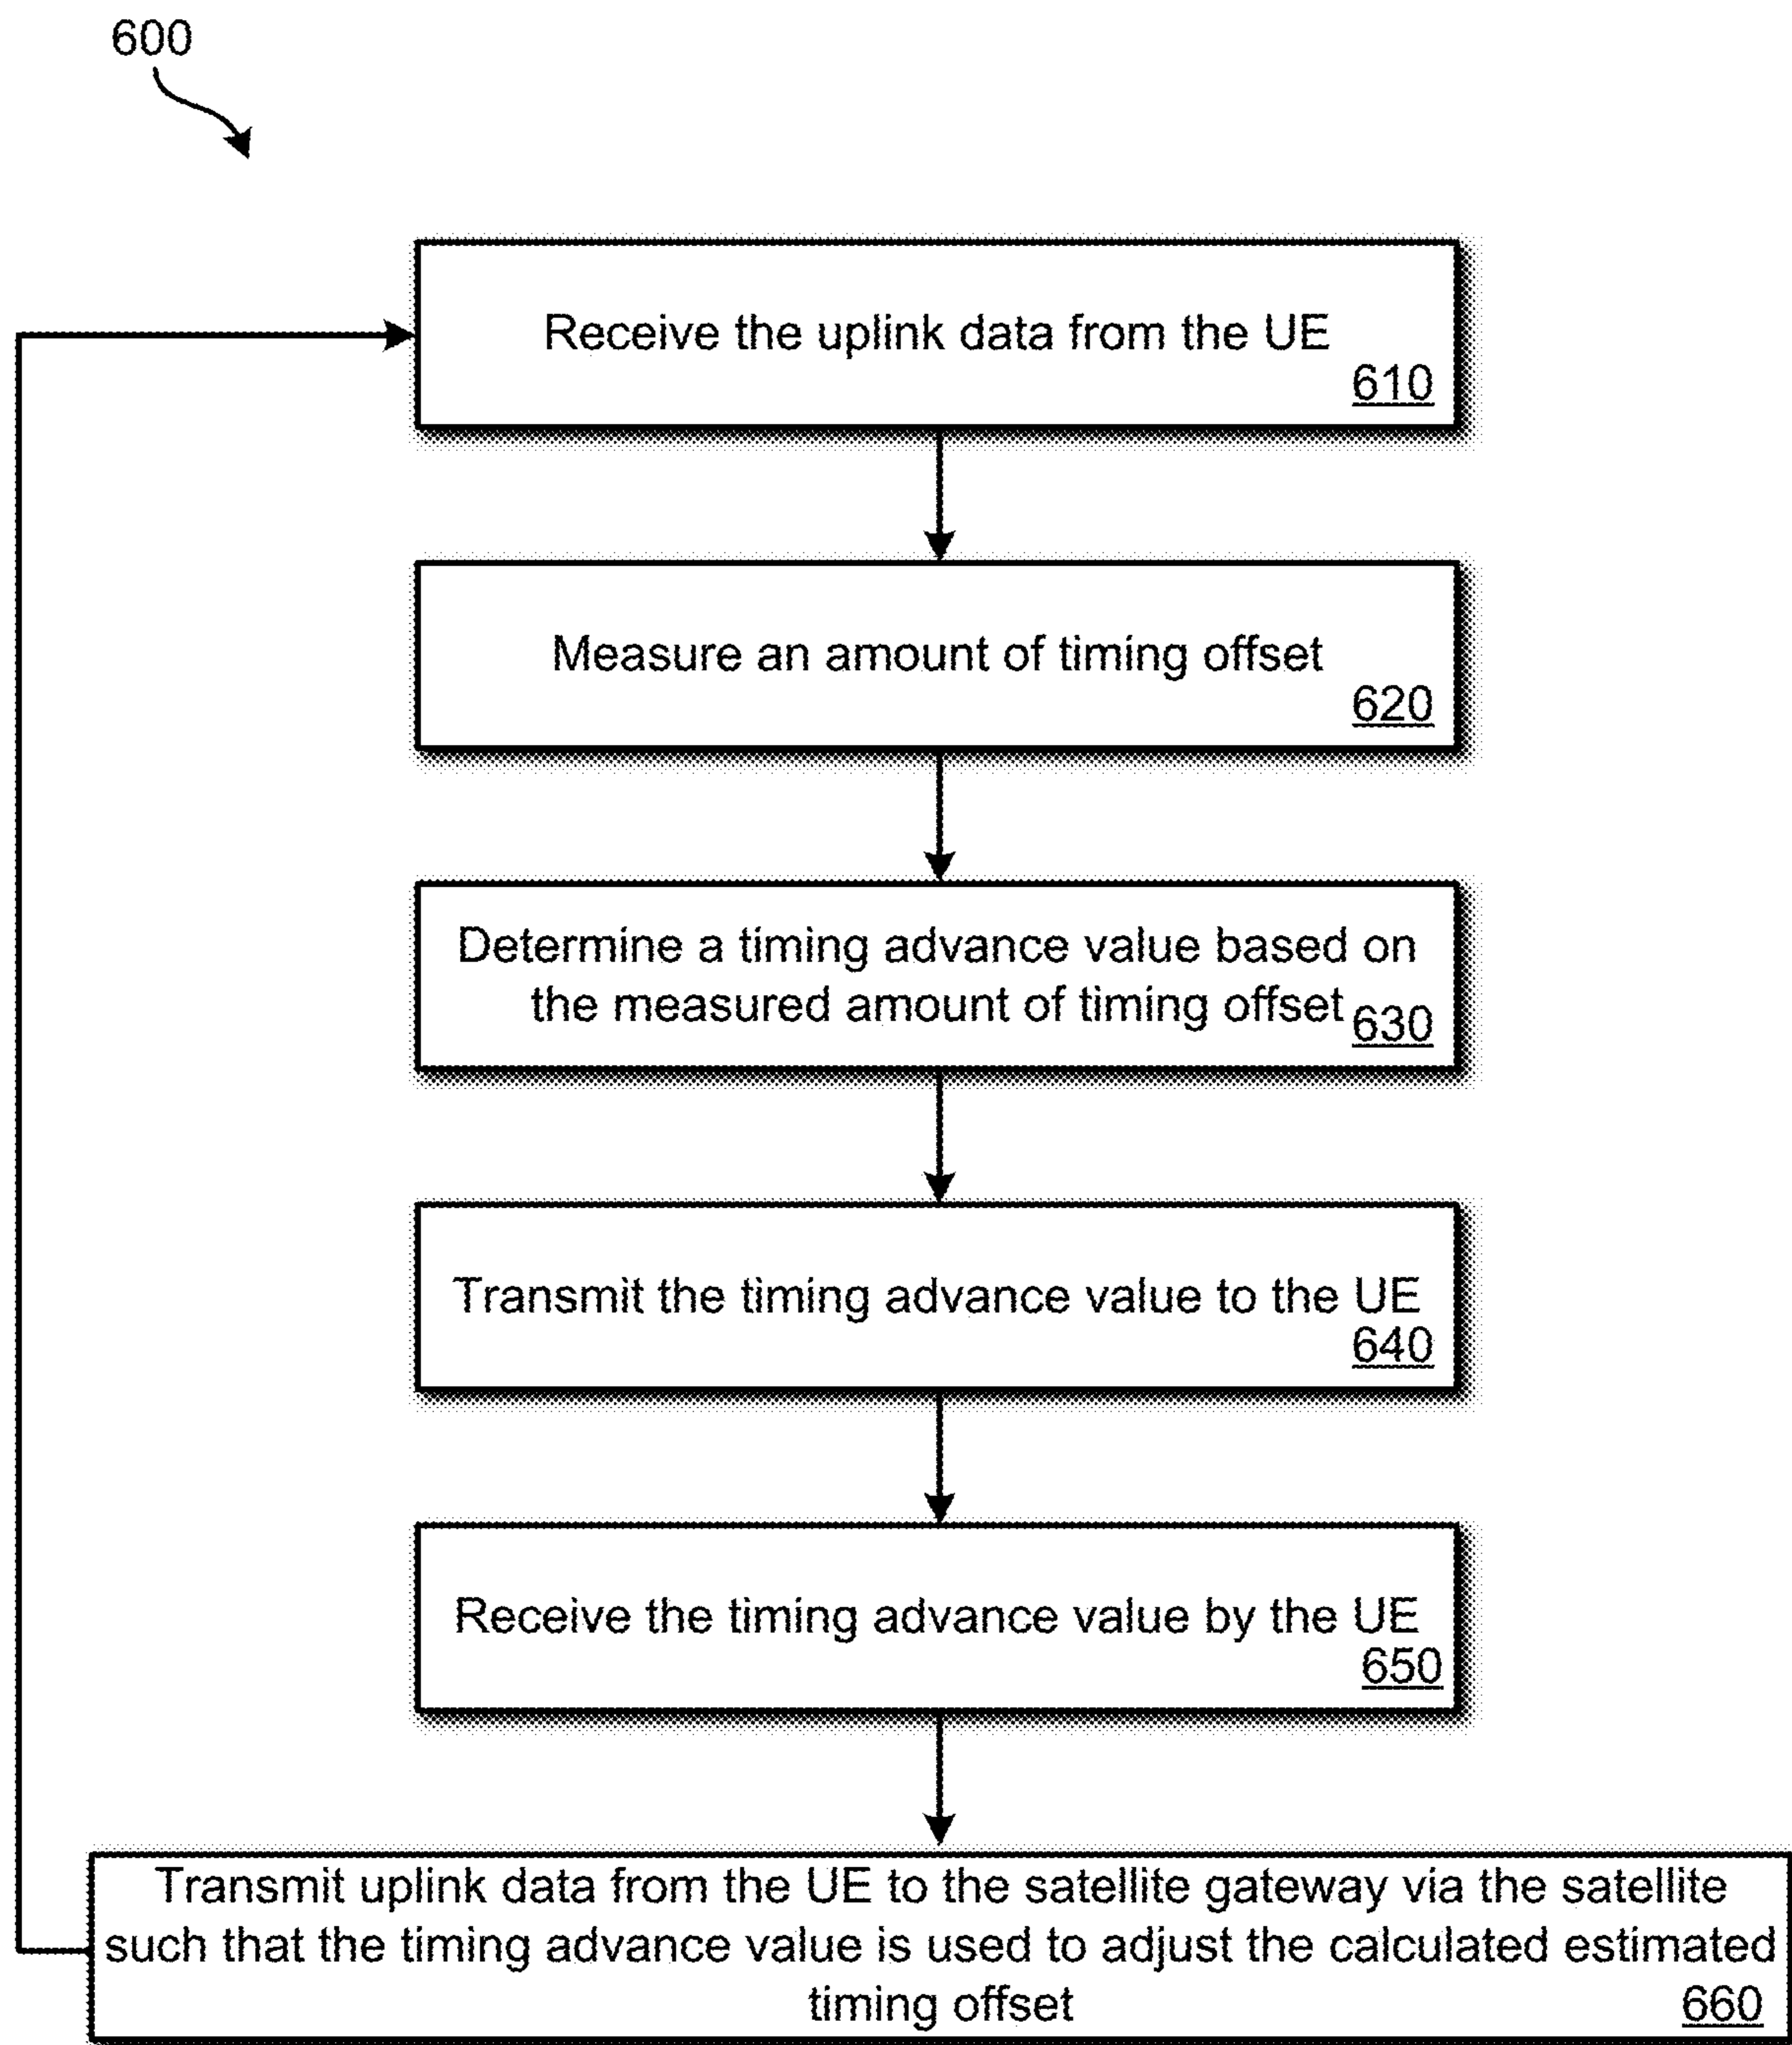 600
Receive the uplink data from the UE
610
Measure an amount of timing offset
620
Determine a timing advance value based on
the measured amount of timing offset
630
Transmit the timing advance value to the UE
640
Receive the timing advance value by the UE
650
Transmit uplink data from the UE to the satellite gateway via the satellite
such that the timing advance value is used to adjust the calculated estimated
timing offset
660